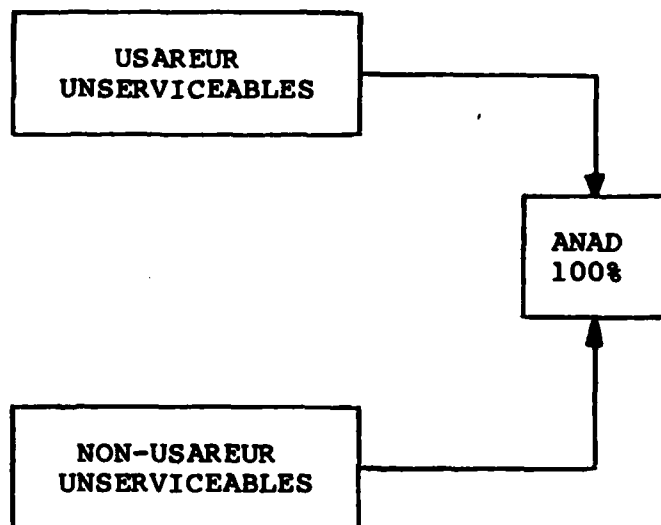 USAREUR
UNSERVICEABLES
ANAD
100%
NON-USAREUR
UNSERVICEABLES